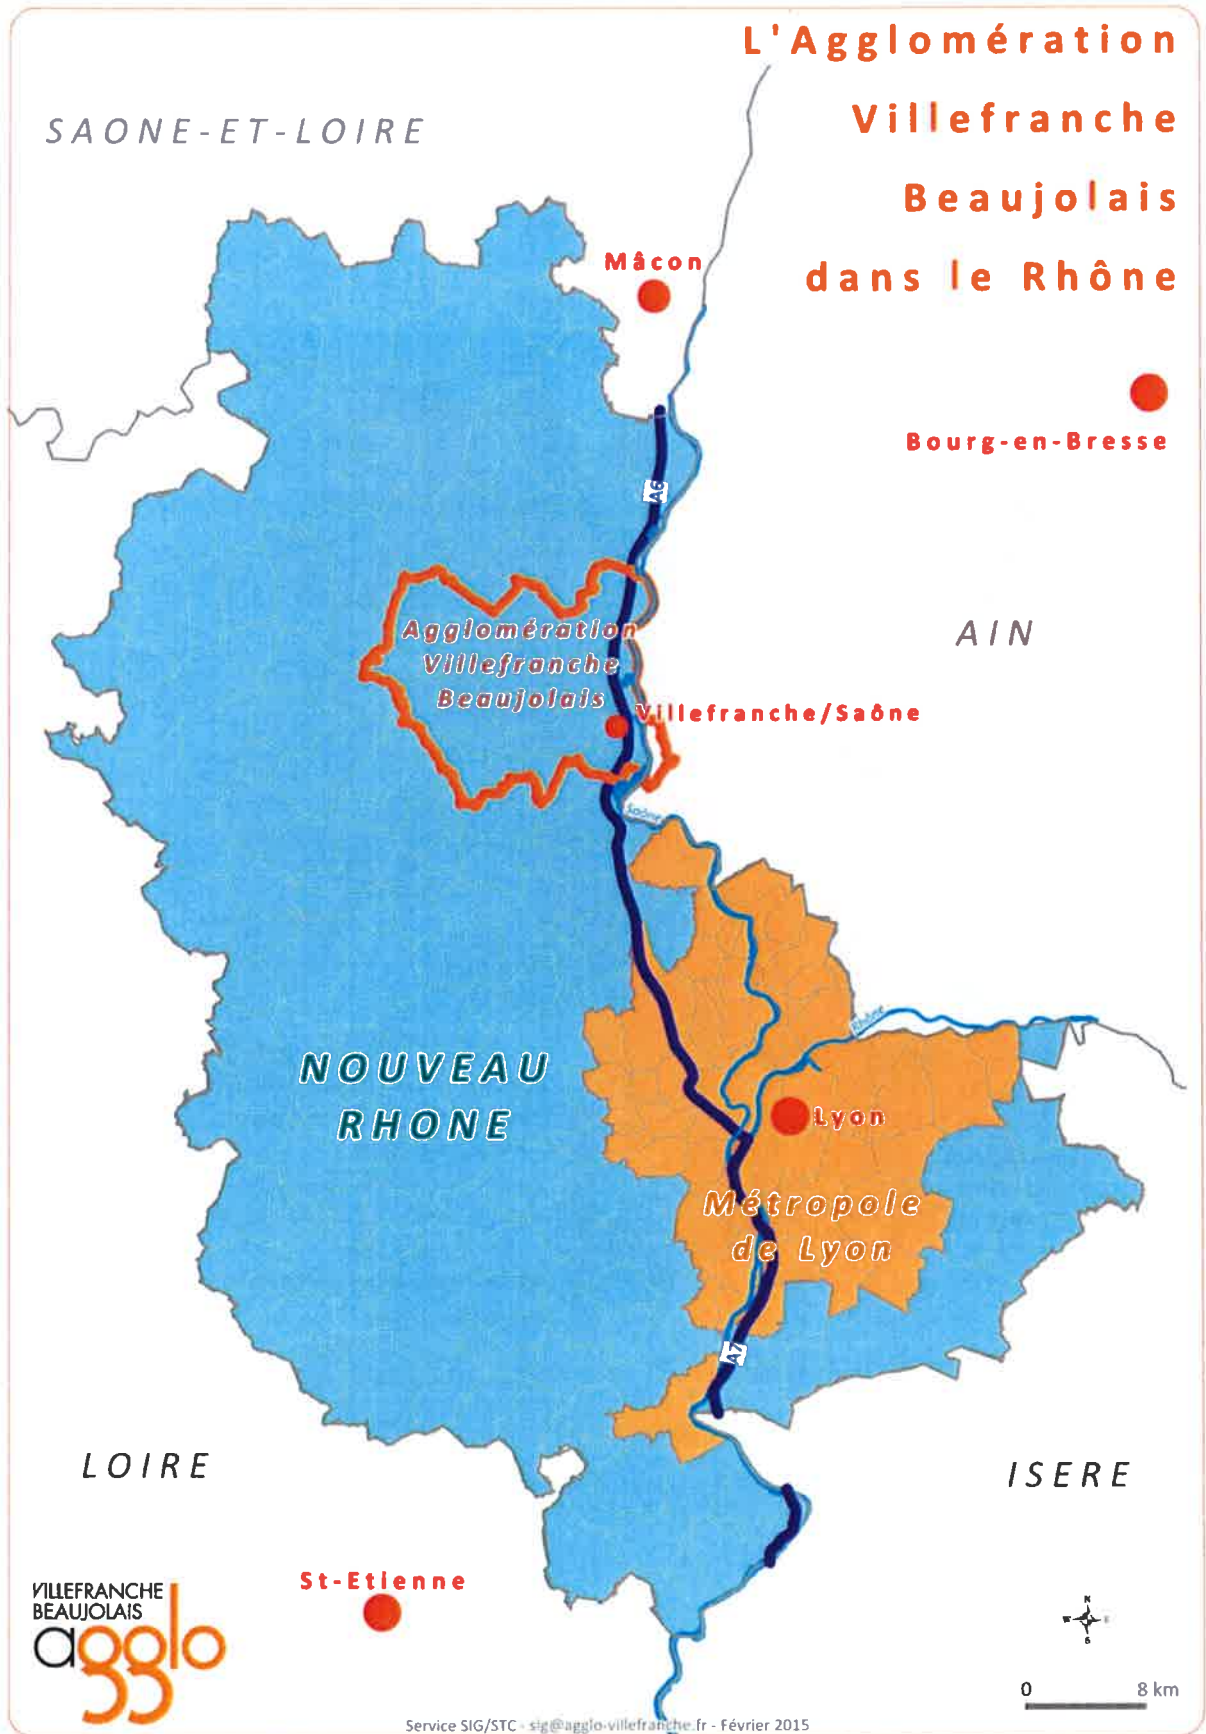 L'Agglomération
Villefranche
Beaujolais
dans le Rhône
SAONE-ET-LOIRE
Mâcon
Bourg-en-Bresse
A6
AIN
Agglomération
Villefranche
Beaujolais
Villefranche/Saône
Saône
Rhône
NOUVEAU
RHONE
Lyon
Métropole
de Lyon
A7
LOIRE
ISERE
St-Etienne
VILLEFRANCHE
BEAUJOLAIS
agglo
N
W E
S
0 8 km
Service SIG/STC - sig@agglo-villefranche.fr - Février 2015